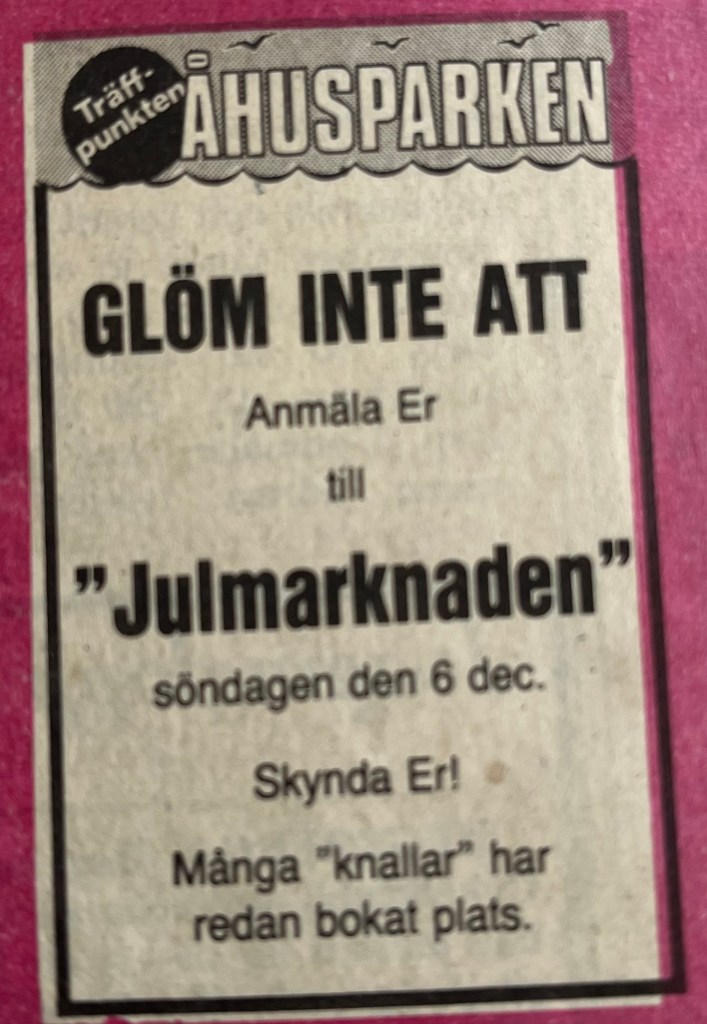 Träff-
punkten
ÅHUSPARKEN
GLÖM INTE ATT
Anmäla Er
till
”Julmarknaden”
söndagen den 6 dec.
Skynda Er!
Många ”knallar” har
redan bokat plats.